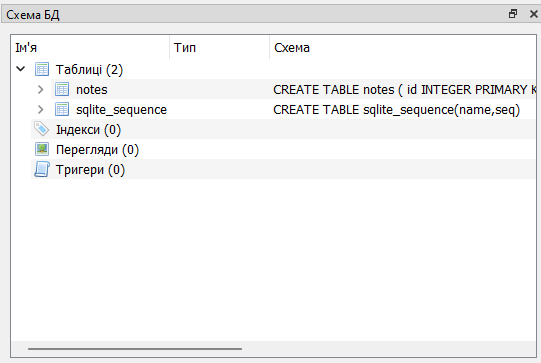 Схема БД
Ім'я Тип Схема
Таблиці (2)
notes CREATE TABLE notes ( id INTEGER PRIMARY K
sqlite_sequence CREATE TABLE sqlite_sequence(name,seq)
Індекси (0)
Перегляди (0)
Тригери (0)